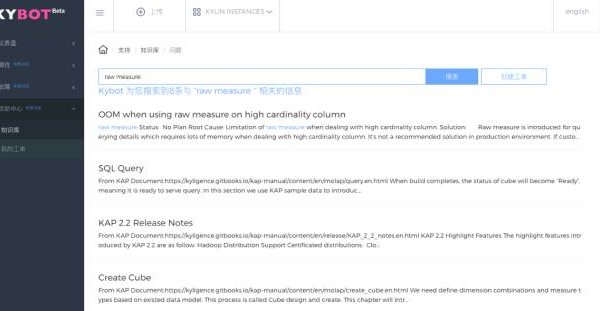 KYBOT Beta
上传
KYLIN INSTANCES
english
仪表盘
支持 / 知识库 / 问题
raw measure
搜索
创建工单
Kybot 为您搜索到8条与 "raw measure " 相关的信息
知识库
我的工单
OOM when using raw measure on high cardinality column
raw measure Status: No Plan Root Cause: Limitation of raw measure when dealing with high cardinality column. Solution: Raw measure is introduced for qu
erying details which requires lots of memory when dealing with high cardinality column. It's not a recommended solution in production environment. If custo...
SQL Query
From KAP Document:https://kyligence.gitbooks.io/kap-manual/content/en/molap/query.en.html When build completes, the status of cube will become "Ready",
meaning it is ready to serve query. In this section we use KAP sample data to introduc...
KAP 2.2 Release Notes
From KAP Document:https://kyligence.gitbooks.io/kap-manual/content/en/release/KAP_2_2_notes.en.html KAP 2.2 Highlight Features The highlight features intr
oduced by KAP 2.2 are as follow. Hadoop Distribution Support Certificated distributions: Clo...
Create Cube
From KAP Document:https://kyligence.gitbooks.io/kap-manual/content/en/molap/create_cube.en.html We need define dimension combinations and measure t
ypes based on existed data model. This process is called Cube design and create. This chapter will intr...